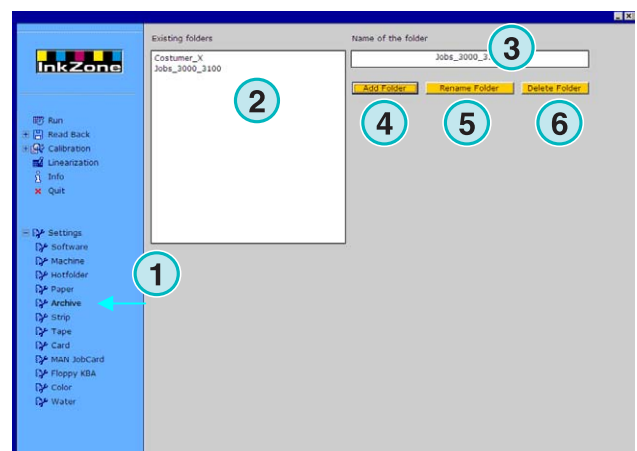 InkZone
Run
Read Back
Calibration
Linearization
Info
Quit
Settings
Software
Machine
Hotfolder
Paper
Archive
Strip
Tape
Card
MAN JobCard
Floppy KBA
Color
Water
1
Existing folders
Costumer_X
Jobs_3000_3100
2
Name of the folder
Jobs_3000_3
3
Add Folder
Rename Folder
Delete Folder
4
5
6